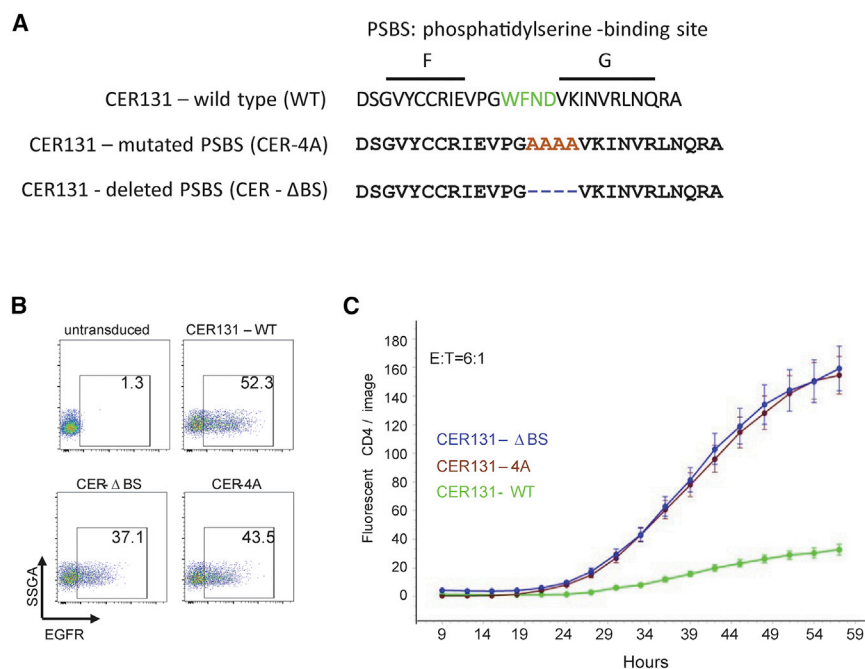 A
PSBS: phosphatidylserine -binding site
F G
CER131 – wild type (WT) DSGVYCCRIEVPGWFNDVKINVRLNQRA
CER131 – mutated PSBS (CER-4A) DSGVYCCRIEVPGAAAAVKINVRLNQRA
CER131 - deleted PSBS (CER - ΔBS) DSGVYCCRIEVPG----VKINVRLNQRA
B
untransduced CER131 – WT
1.3 52.3
CER- Δ BS CER-4A
37.1 43.5
SSGA
EGFR
C
Fluorescent CD4 / image
180
160
140
120
100
80
60
40
20
0
E:T=6:1
CER131– Δ BS
CER131–4A
CER131- WT
9 14 19 24 29 34 39 44 49 54 59
Hours